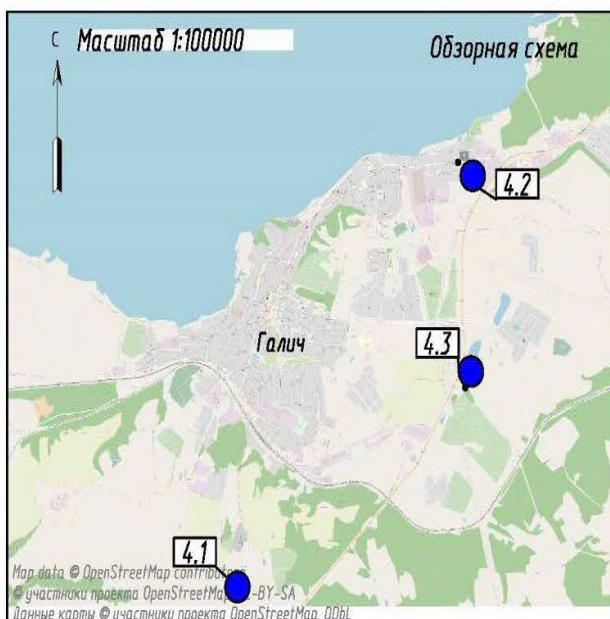 С Масштаб 1:100000
Обзорная схема
4.2
Галич
4.3
4.1
Map data © OpenStreetMap
© участники проекта OpenStreetMap -BY-SA
Данные карты © участники проекта OpenStreetMap, ODbL